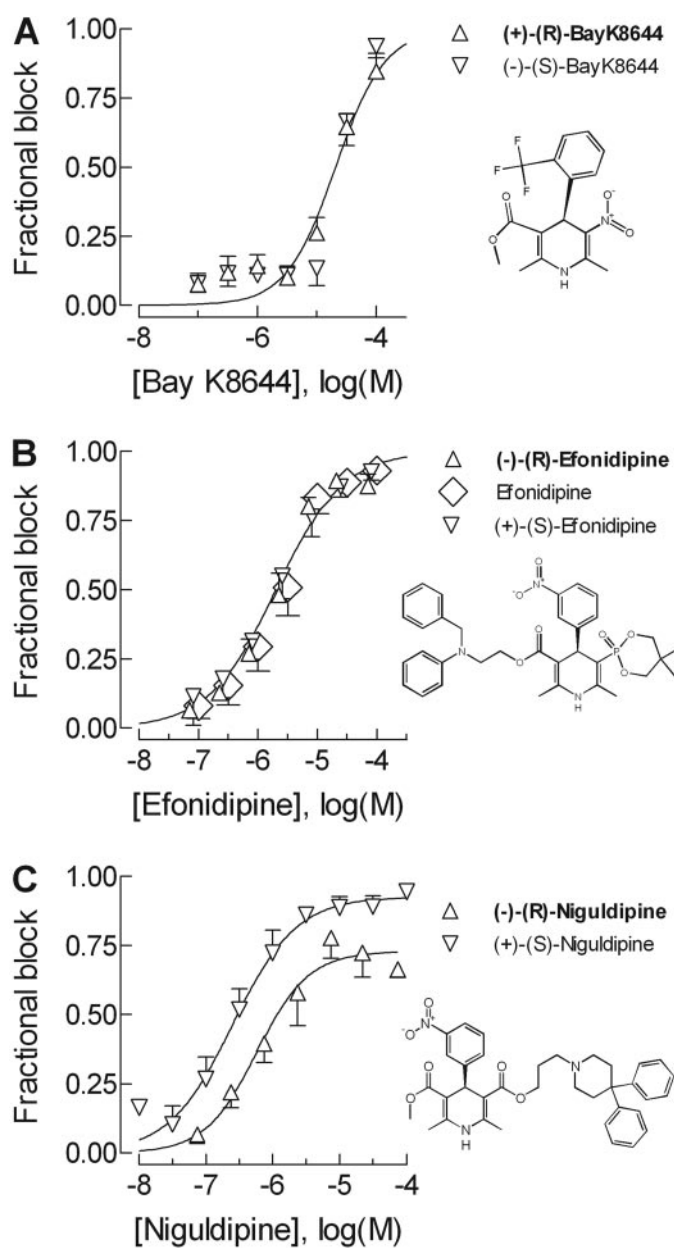 A
1.00
0.75
0.50
0.25
0.00
Fractional block
-8 -6 -5 -4
[Bay K8644], log(M)
(+)-(R)-BayK8644
(-)-(S)-BayK8644
F
F
F
O
O
O⁻
N⁺
O
N
H
B
1.00
0.75
0.50
0.25
0.00
Fractional block
-8 -7 -6 -5 -4
[Efonidipine], log(M)
(-)-(R)-Efonidipine
Efonidipine
(+)-(S)-Efonidipine
O
N⁺
O⁻
N
O
O
O
P
O
O
N
H
C
1.00
0.75
0.50
0.25
0.00
Fractional block
-8 -7 -6 -5 -4
[Niguldipine], log(M)
(-)-(R)-Niguldipine
(+)-(S)-Niguldipine
O
N⁺
O⁻
O
O
O
O
N
N
H